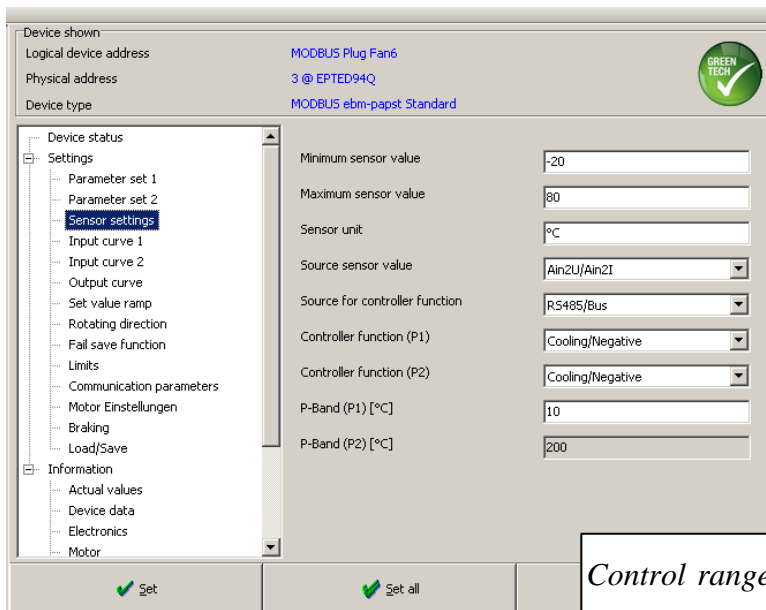 Device shown
Logical device address MODBUS Plug Fan6
Physical address 3 @ EPTED94Q
Device type MODBUS ebm-papst Standard
GREEN
TECH
Device status
Settings
Parameter set 1
Parameter set 2
Sensor settings
Input curve 1
Input curve 2
Output curve
Set value ramp
Rotating direction
Fail save function
Limits
Communication parameters
Motor Einstellungen
Braking
Load/Save
Information
Actual values
Device data
Electronics
Motor
Minimum sensor value -20
Maximum sensor value 80
Sensor unit °C
Source sensor value Ain2U/Ain2I
Source for controller function RS485/Bus
Controller function (P1) Cooling/Negative
Controller function (P2) Cooling/Negative
P-Band (P1) [°C] 10
P-Band (P2) [°C] 200
Set Set all
Control range